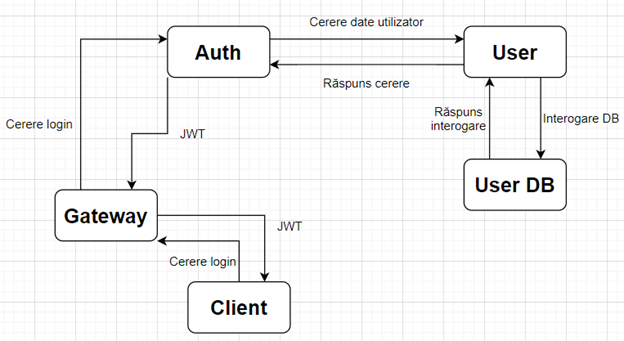 Cerere date utilizator
Auth
User
Răspuns cerere
Cerere login
JWT
Răspuns
interogare
Interogare DB
User DB
Gateway
JWT
Cerere login
Client